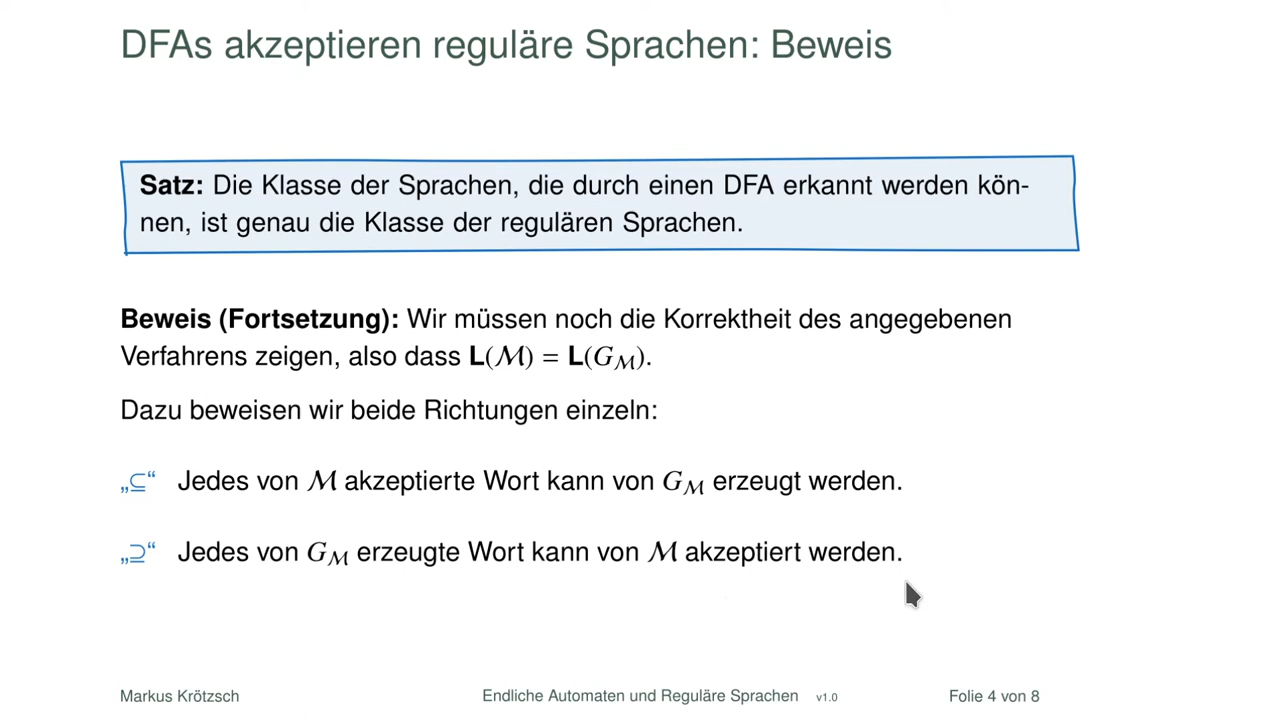 DFAs akzeptieren reguläre Sprachen: Beweis
Satz: Die Klasse der Sprachen, die durch einen DFA erkannt werden kön-
nen, ist genau die Klasse der regulären Sprachen.
Beweis (Fortsetzung): Wir müssen noch die Korrektheit des angegebenen
Verfahrens zeigen, also dass L(ℳ) = L(G_ℳ).
Dazu beweisen wir beide Richtungen einzeln:
„⊆“ Jedes von ℳ akzeptierte Wort kann von G_ℳ erzeugt werden.
„⊇“ Jedes von G_ℳ erzeugte Wort kann von ℳ akzeptiert werden.
Markus Krötzsch Endliche Automaten und Reguläre Sprachen v1.0 Folie 4 von 8